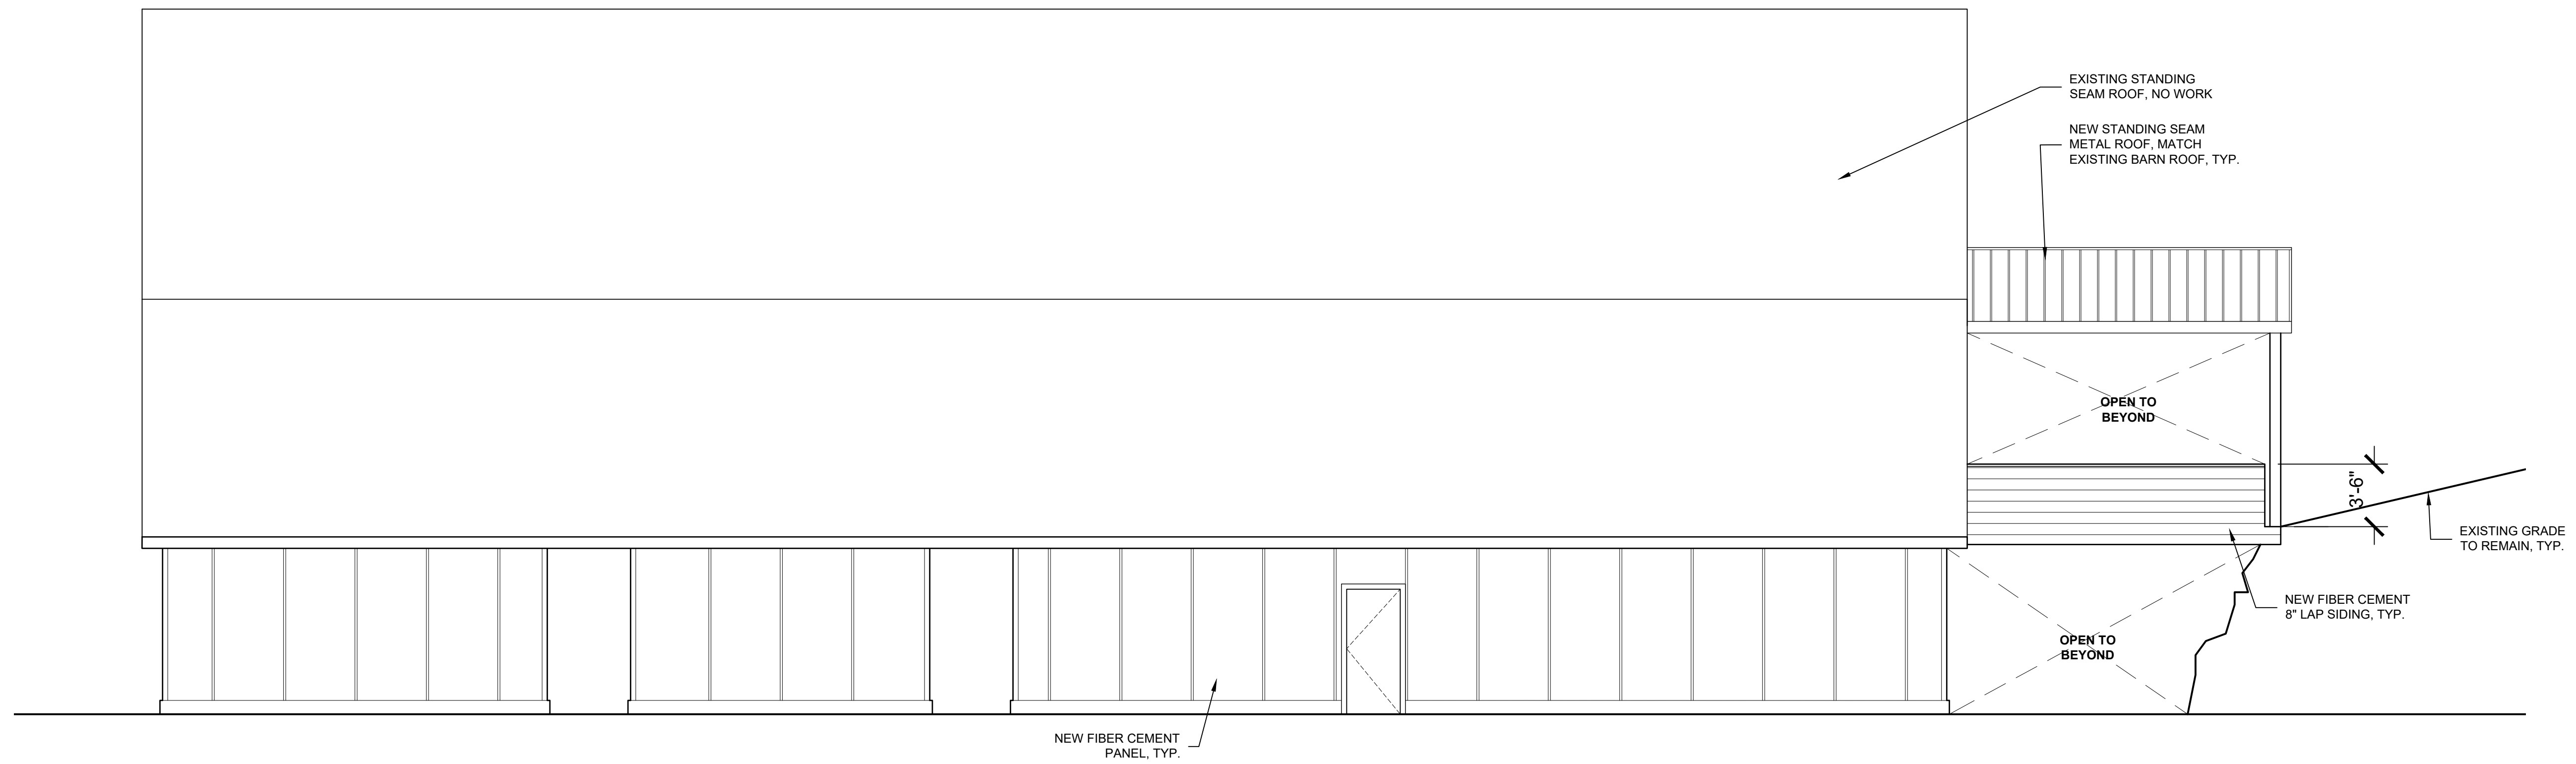 EXISTING STANDING
SEAM ROOF, NO WORK
NEW STANDING SEAM
METAL ROOF, MATCH
EXISTING BARN ROOF, TYP.
OPEN TO
BEYOND
3'-6"
EXISTING GRADE
TO REMAIN, TYP.
NEW FIBER CEMENT
8" LAP SIDING, TYP.
OPEN TO
BEYOND
NEW FIBER CEMENT
PANEL, TYP.